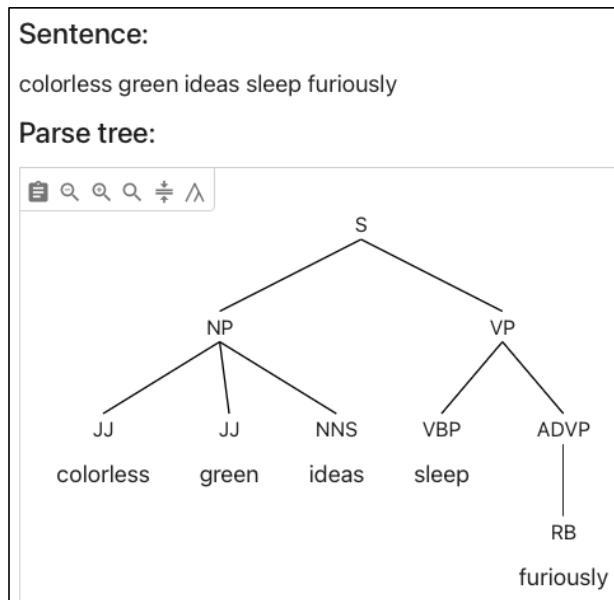 Sentence:
colorless green ideas sleep furiously
Parse tree:
S
NP VP
JJ JJ NNS VBP ADVP
colorless green ideas sleep
RB
furiously